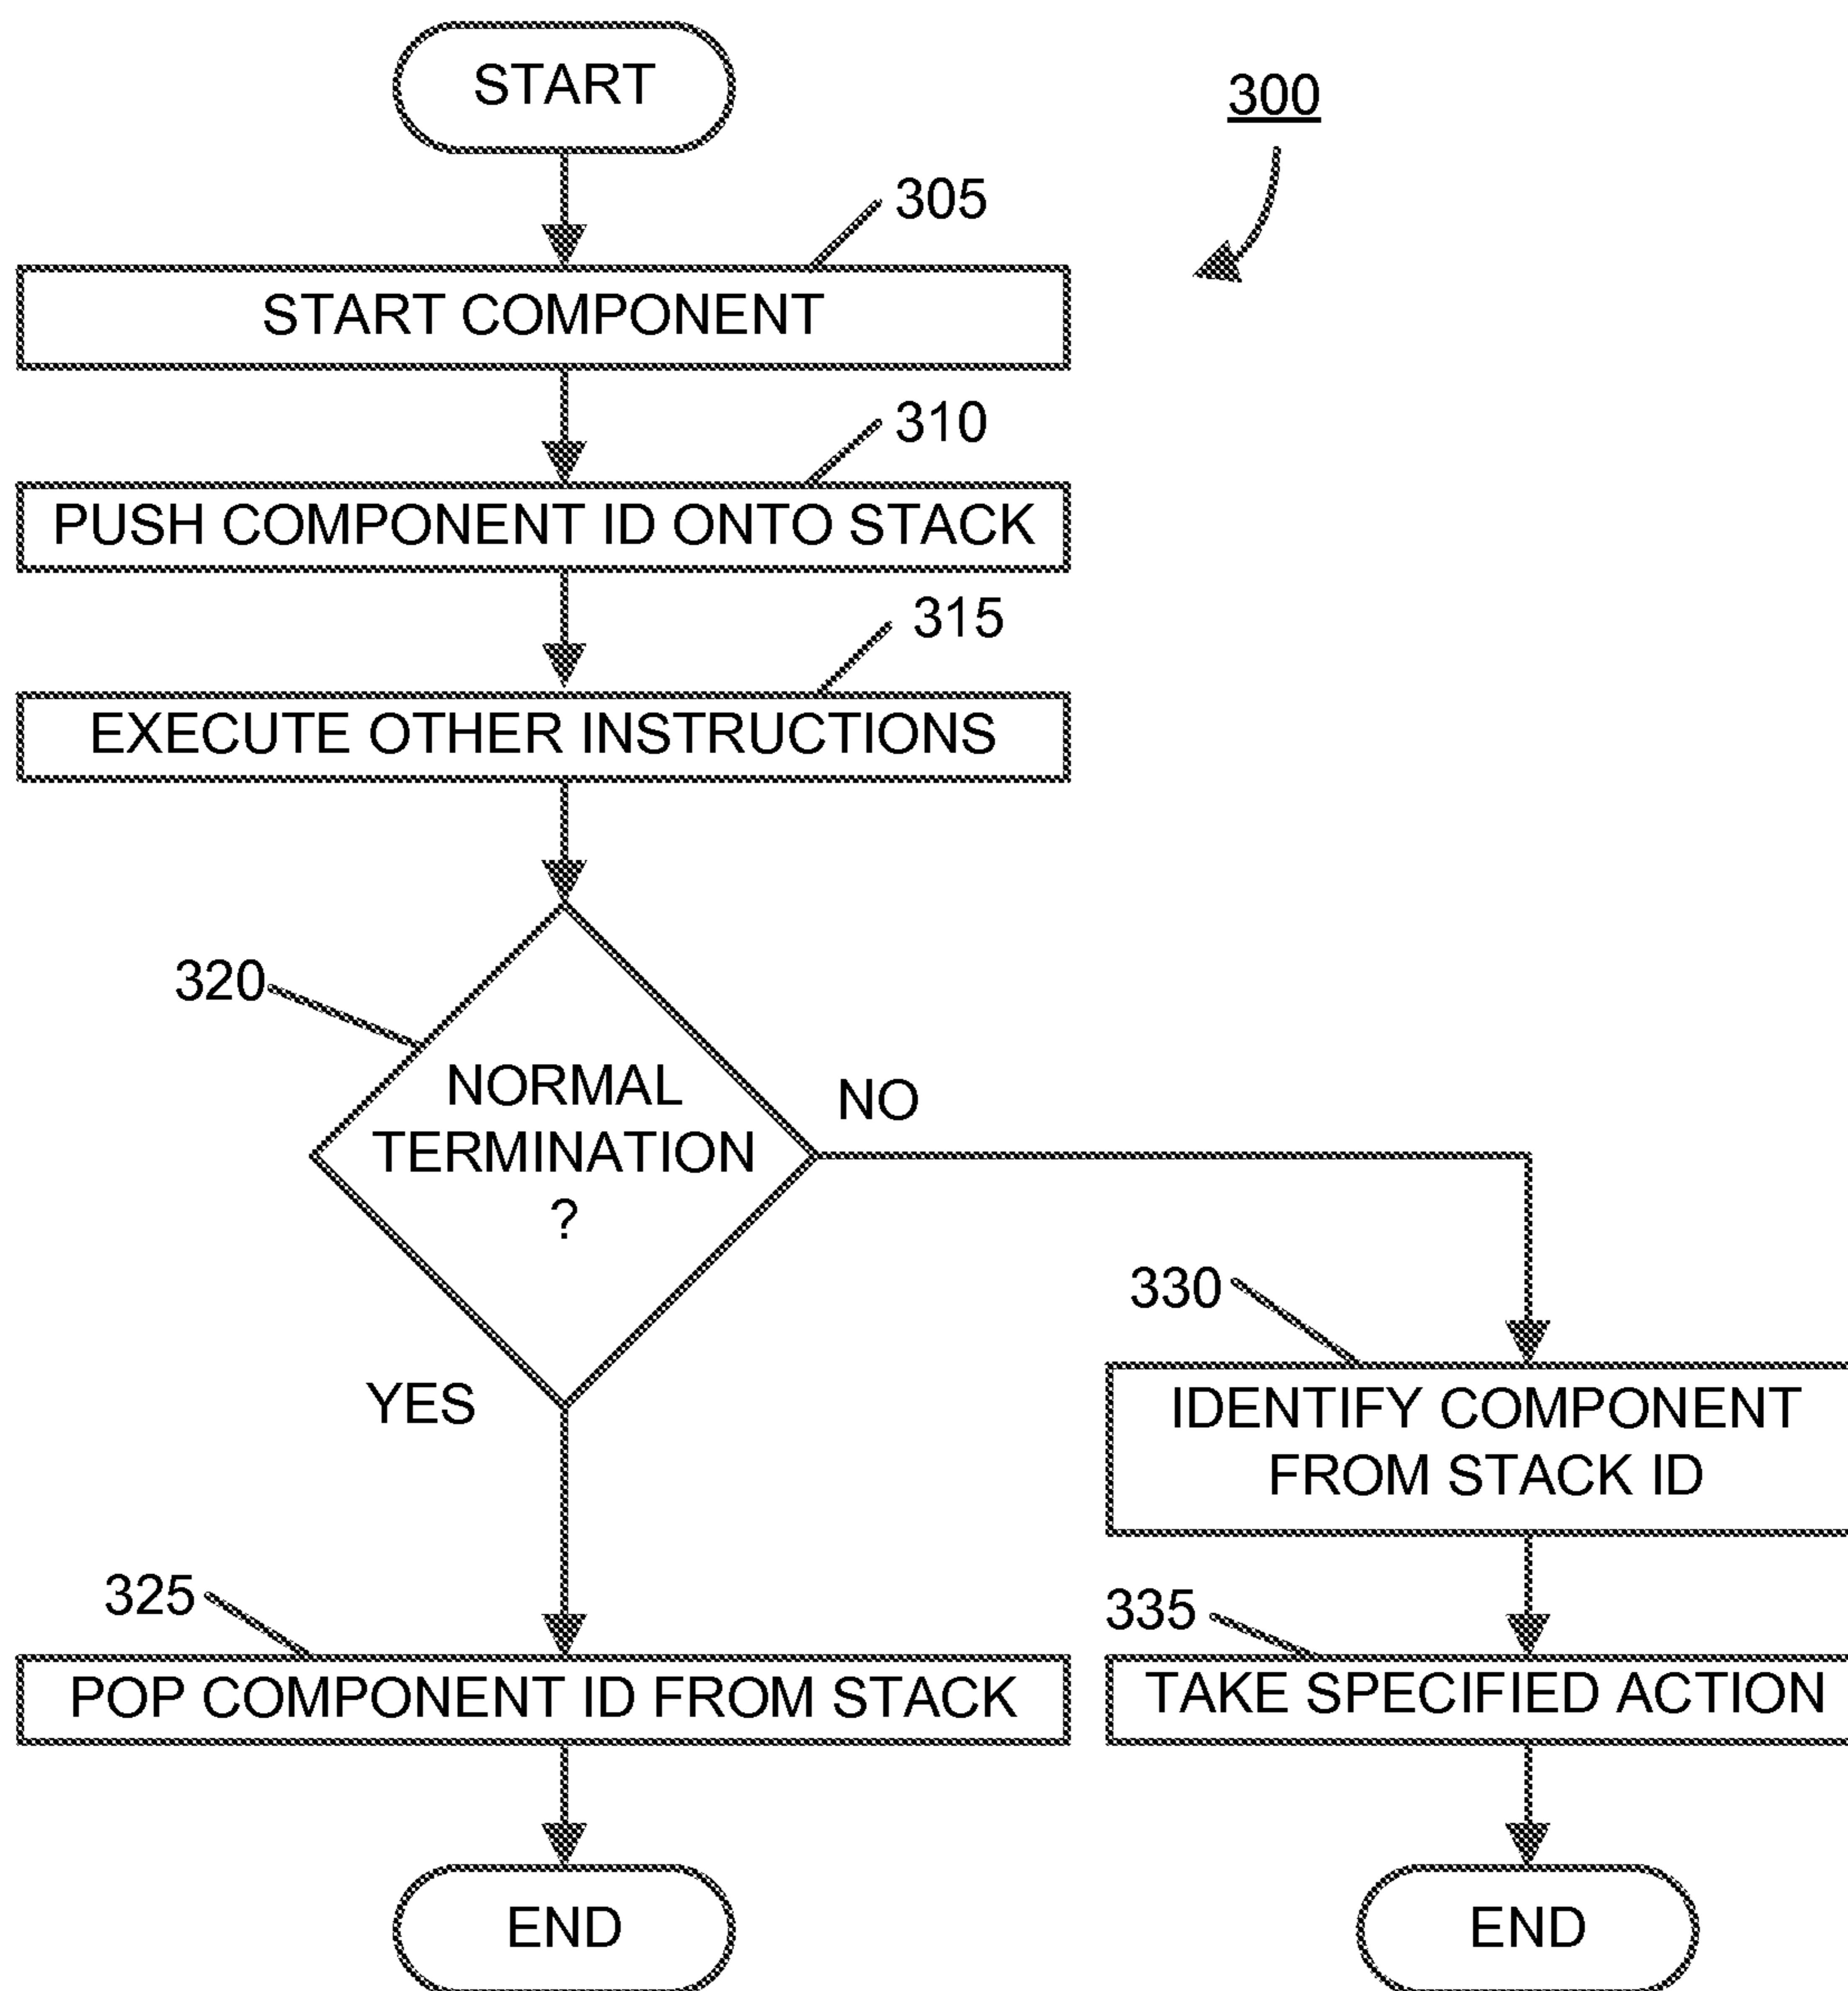 START
300
305
START COMPONENT
310
PUSH COMPONENT ID ONTO STACK
315
EXECUTE OTHER INSTRUCTIONS
320
NORMAL
TERMINATION
?
NO
YES
330
IDENTIFY COMPONENT
FROM STACK ID
325
POP COMPONENT ID FROM STACK
335
TAKE SPECIFIED ACTION
END
END